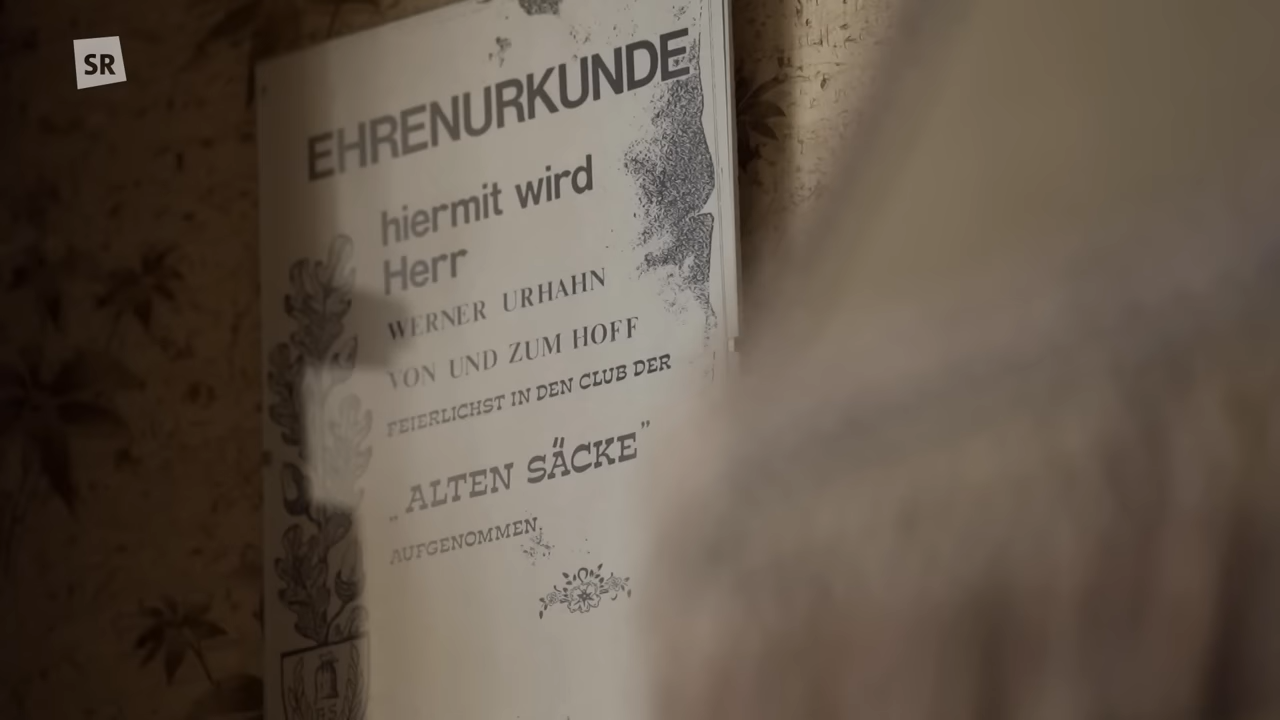 SR
EHRENURKUNDE
hiermit wird
Herr
WERNER URHAHN
VON UND ZUM HOFF
FEIERLICHST IN DEN CLUB DER
„ALTEN SÄCKE”
AUFGENOMMEN.